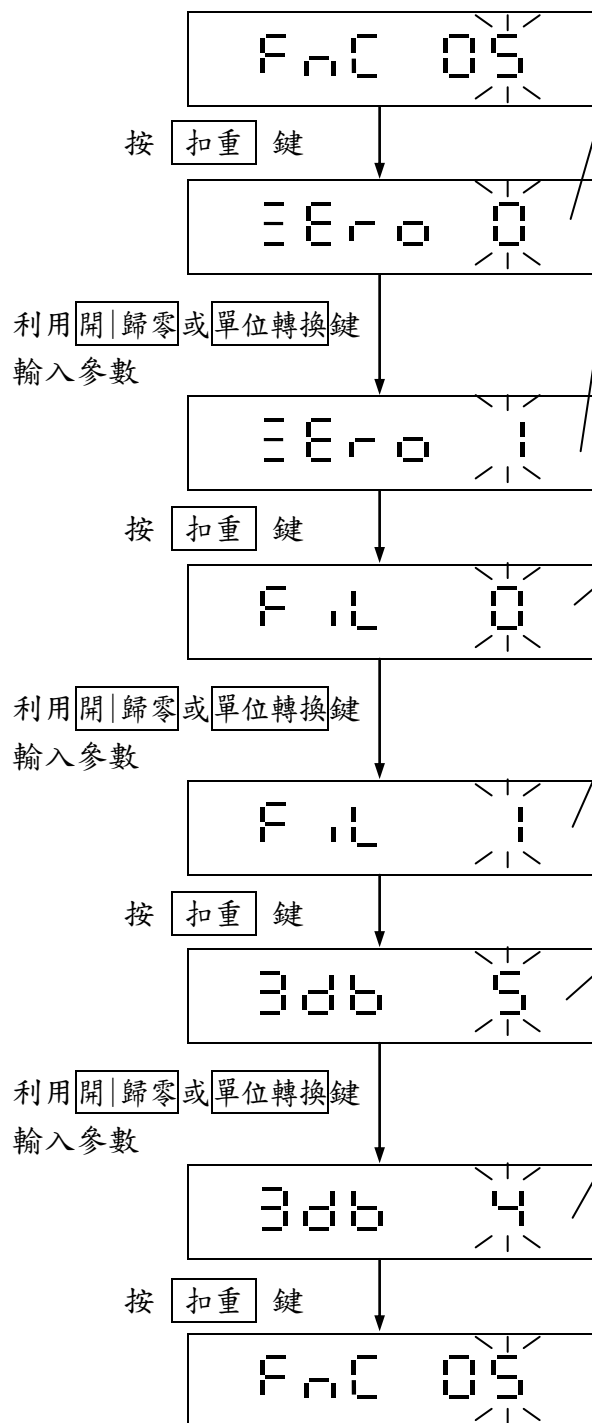 FnC 05
按 扣重 鍵
ZEro 0
利用開|歸零或單位轉換鍵
輸入參數
ZEro 1
按 扣重 鍵
FiL 0
利用開|歸零或單位轉換鍵
輸入參數
FiL 1
按 扣重 鍵
3db 5
利用開|歸零或單位轉換鍵
輸入參數
3db 4
按 扣重 鍵
FnC 05